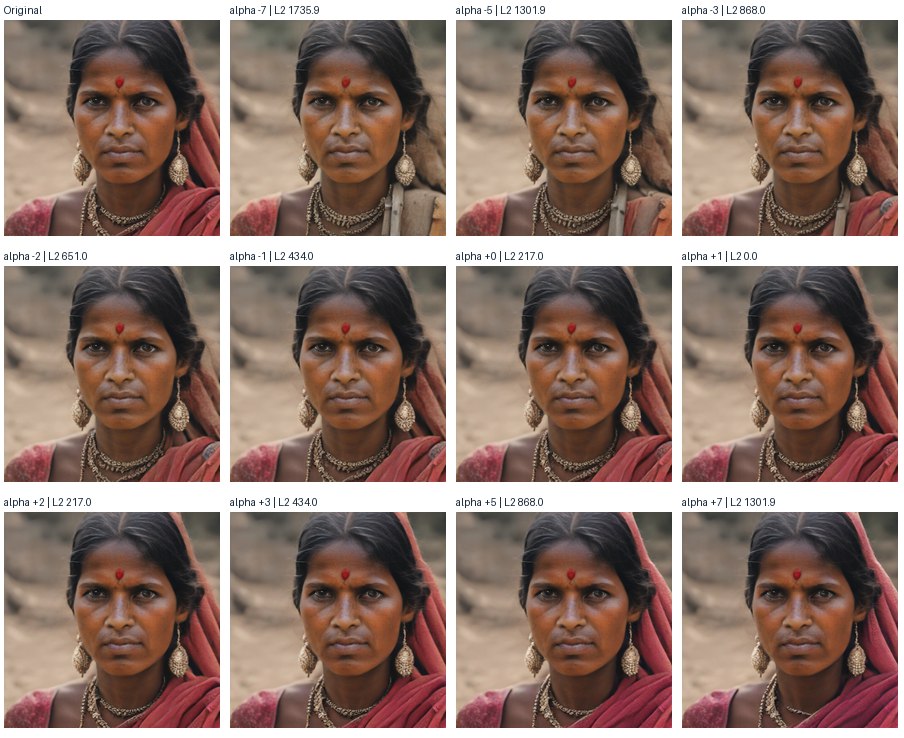 Original
alpha -7 | L2 1735.9
alpha -5 | L2 1301.9
alpha -3 | L2 868.0
alpha -2 | L2 651.0
alpha -1 | L2 434.0
alpha +0 | L2 217.0
alpha +1 | L2 0.0
alpha +2 | L2 217.0
alpha +3 | L2 434.0
alpha +5 | L2 868.0
alpha +7 | L2 1301.9